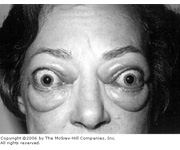 Copyright ©2006 by The McGraw-Hill Companies, Inc.
All rights reserved.